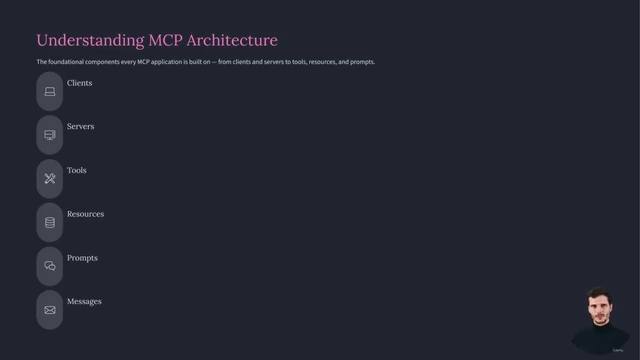 Understanding MCP Architecture
The foundational components every MCP application is built on — from clients and servers to tools, resources, and prompts.
Clients
Servers
Tools
Resources
Prompts
Messages